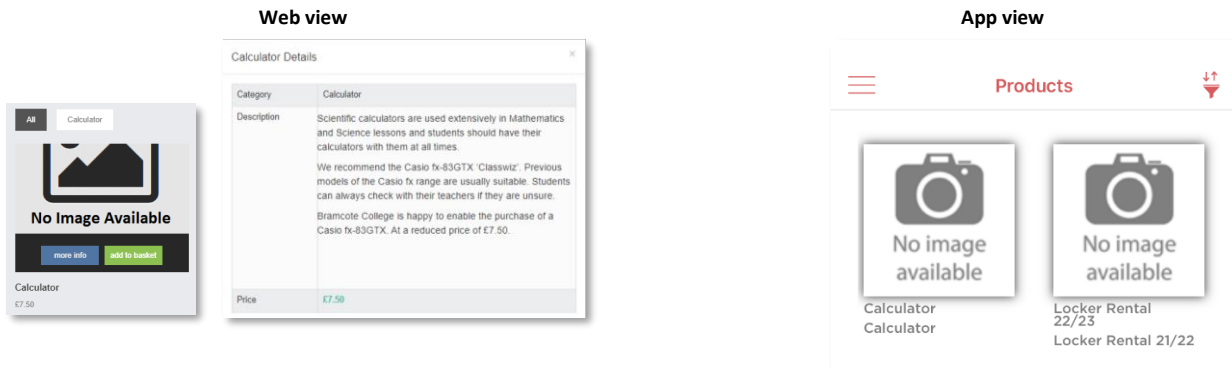 Web view
App view
All
Calculator
No Image Available
more info
add to basket
Calculator
£7.50
Calculator Details
×
Category
Calculator
Description
Scientific calculators are used extensively in Mathematics
and Science lessons and students should have their
calculators with them at all times.
We recommend the Casio fx-83GTX 'Classwiz'. Previous
models of the Casio fx range are usually suitable. Students
can always check with their teachers if they are unsure.
Bramcote College is happy to enable the purchase of a
Casio fx-83GTX. At a reduced price of £7.50.
Price
£7.50
Products
No image
available
Calculator
Calculator
No image
available
Locker Rental
22/23
Locker Rental 21/22